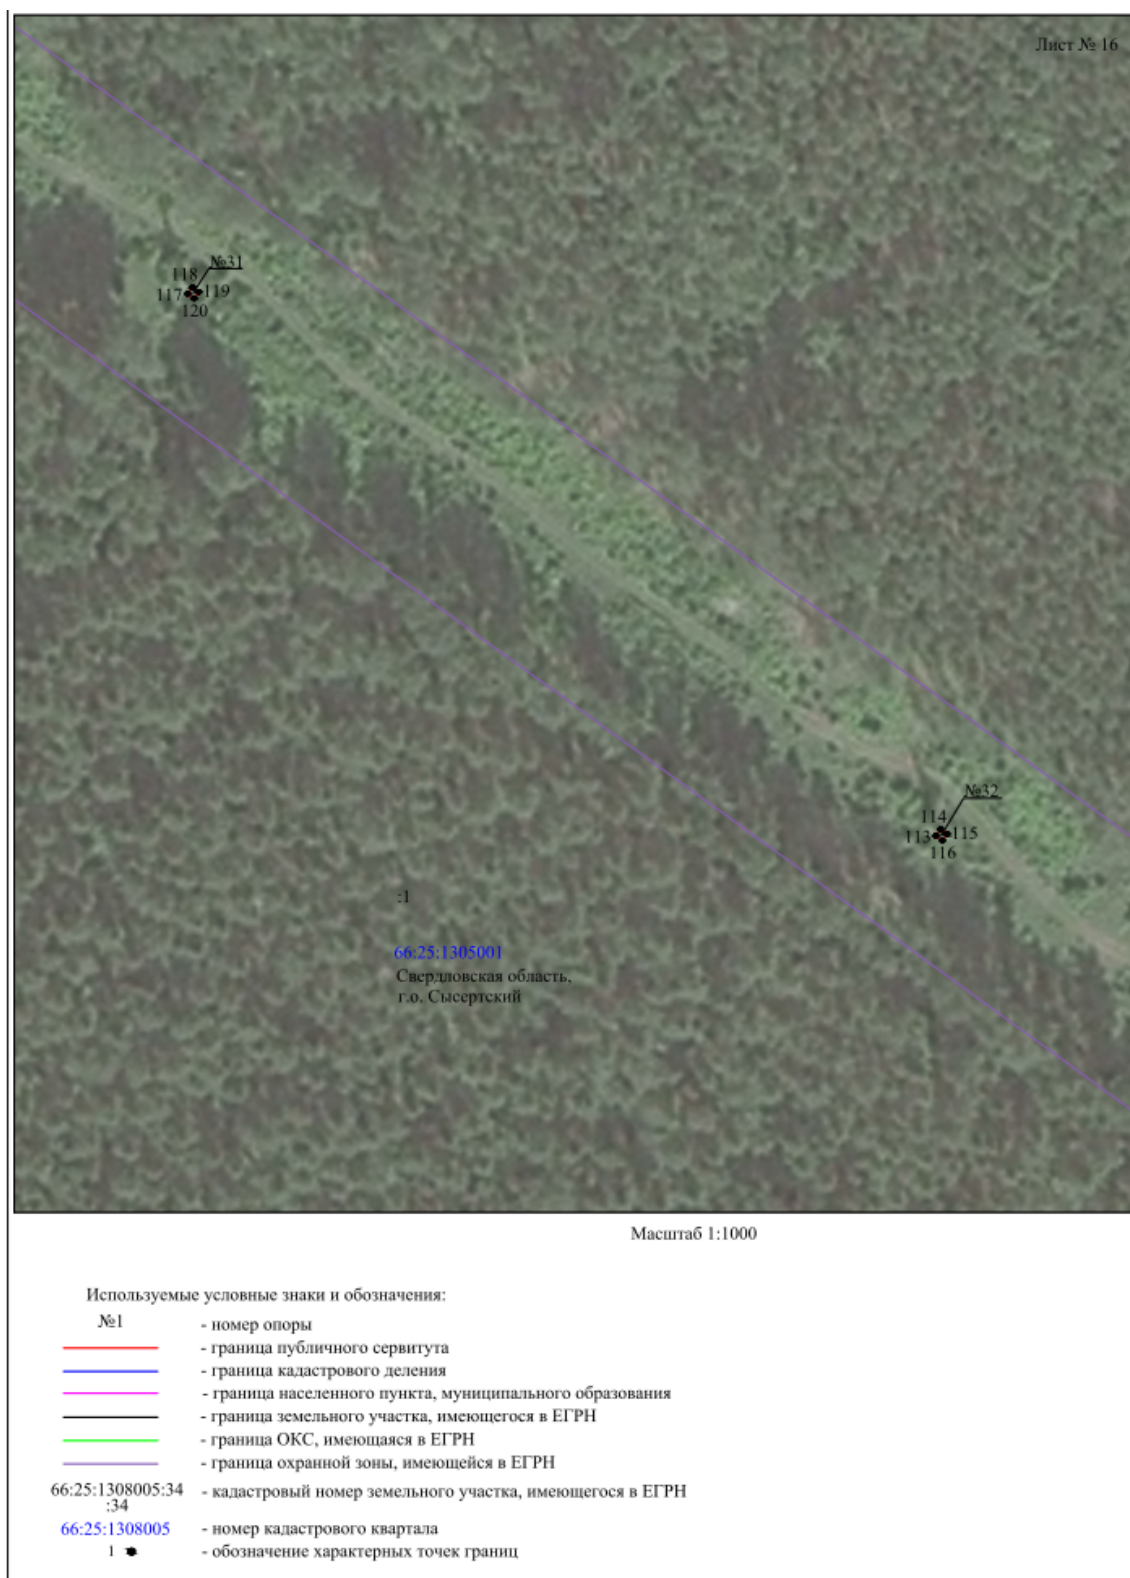 Лист № 16
№31
118
117 119
120
№32
114
113 115
116
:1
66:25:1305001
Свердловская область,
г.о. Сысертский
Масштаб 1:1000
Используемые условные знаки и обозначения:
№1 - номер опоры
- граница публичного сервитута
- граница кадастрового деления
- граница населенного пункта, муниципального образования
- граница земельного участка, имеющегося в ЕГРН
- граница ОКС, имеющаяся в ЕГРН
- граница охранной зоны, имеющейся в ЕГРН
66:25:1308005:34 - кадастровый номер земельного участка, имеющегося в ЕГРН
:34
66:25:1308005 - номер кадастрового квартала
1 - обозначение характерных точек границ